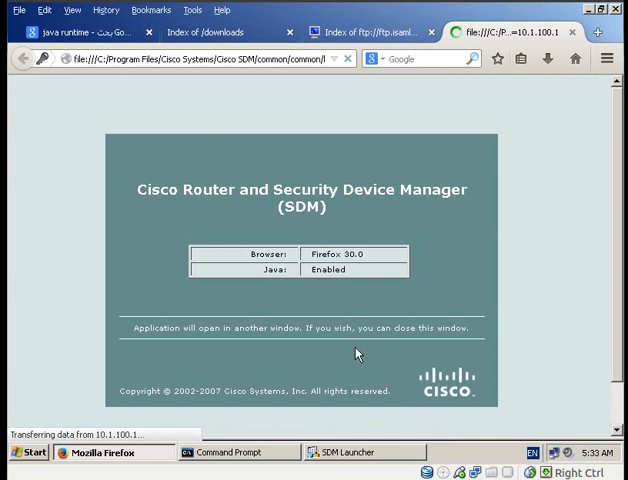 File Edit View History Bookmarks Tools Help
java runtime - بحث Go...
Index of /downloads
Index of ftp://ftp.isaml...
file:///C:/P...=10.1.100.1
file:///C:/Program Files/Cisco Systems/Cisco SDM/common/common/l
Google
Cisco Router and Security Device Manager
(SDM)
Browser: Firefox 30.0
Java: Enabled
Application will open in another window. If you wish, you can close this window.
Copyright © 2002-2007 Cisco Systems, Inc. All rights reserved.
CISCO.
Transferring data from 10.1.100.1...
Start
Mozilla Firefox
Command Prompt
SDM Launcher
EN
5:33 AM
Right Ctrl